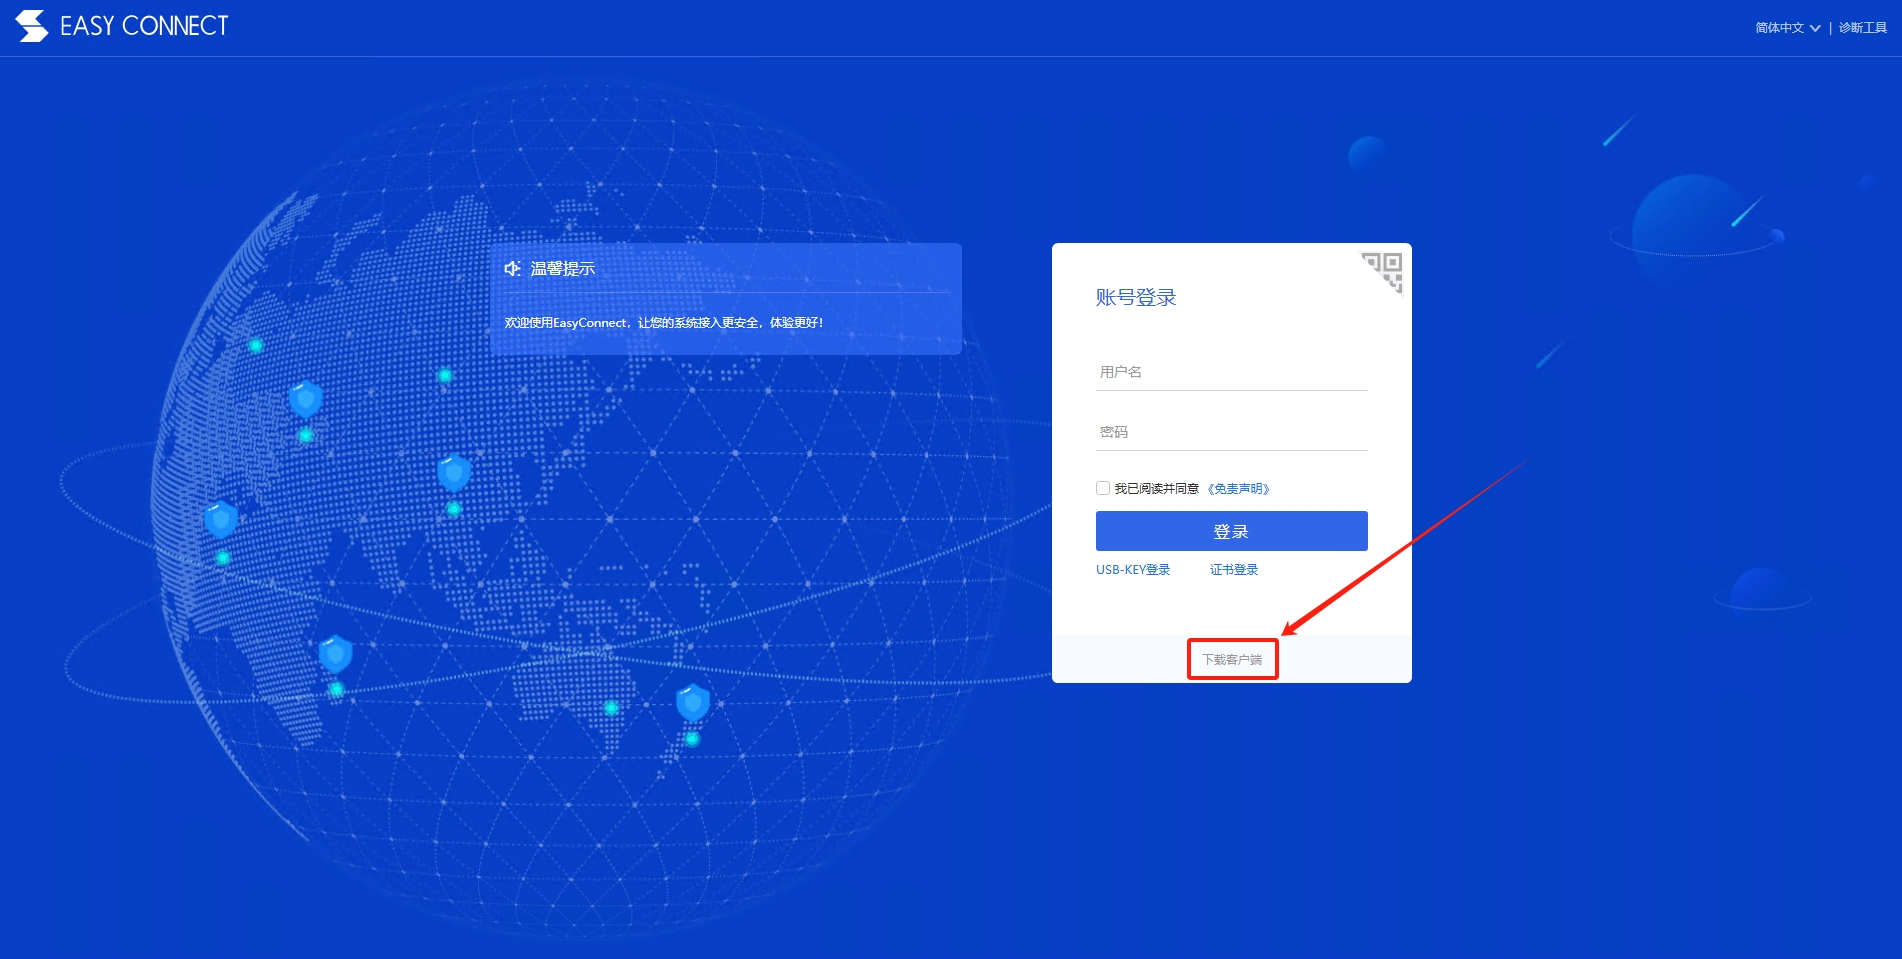 EASY CONNECT
简体中文 | 诊断工具
温馨提示
欢迎使用EasyConnect，让您的系统接入更安全，体验更好！
账号登录
用户名
密码
我已阅读并同意 《免责声明》
登录
USB-KEY登录 证书登录
下载客户端